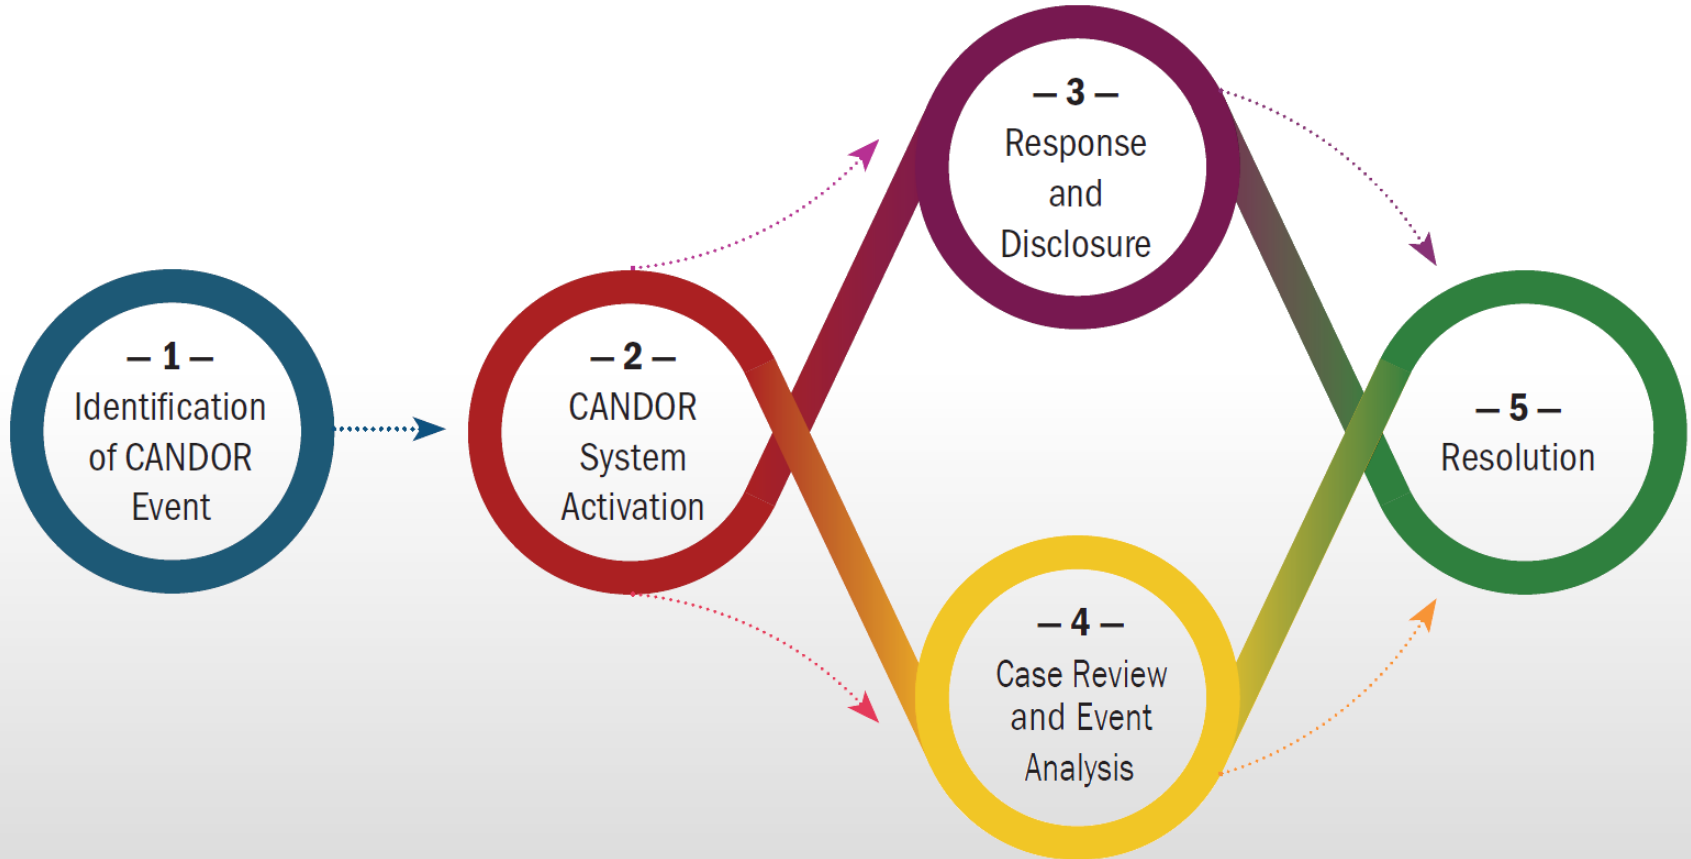 — 1 —
Identification
of CANDOR
Event
— 2 —
CANDOR
System
Activation
— 3 —
Response
and
Disclosure
— 4 —
Case Review
and Event
Analysis
— 5 —
Resolution